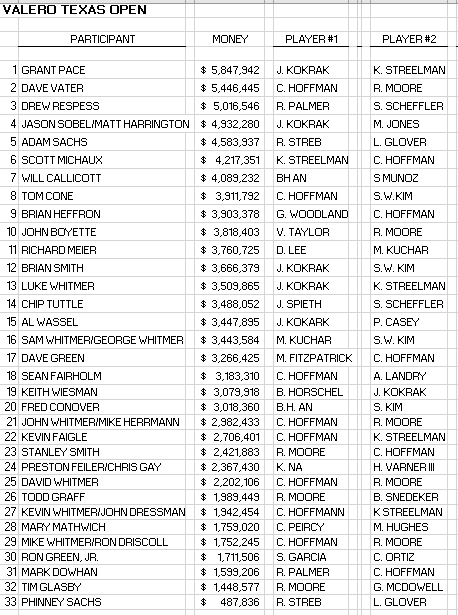 VALERO TEXAS OPEN
PARTICIPANT MONEY PLAYER #1 PLAYER #2
1 GRANT PACE $ 5,847,942 J. KOKRAK K. STREELMAN
2 DAVE VATER $ 5,446,445 C. HOFFMAN R. MOORE
3 DREW RESPESS $ 5,016,546 R. PALMER S. SCHEFFLER
4 JASON SOBEL/MATT HARRINGTON $ 4,932,280 J. KOKRAK M. JONES
5 ADAM SACHS $ 4,583,937 R. STREB L. GLOVER
6 SCOTT MICHAUX $ 4,217,351 K. STREELMAN C. HOFFMAN
7 WILL CALLICOTT $ 4,089,232 BH AN S MUNOZ
8 TOM CONE $ 3,911,792 C. HOFFMAN S.W. KIM
9 BRIAN HEFFRON $ 3,903,378 G. WOODLAND C. HOFFMAN
10 JOHN BOYETTE $ 3,818,403 V. TAYLOR R. MOORE
11 RICHARD MEIER $ 3,760,725 D. LEE M. KUCHAR
12 BRIAN SMITH $ 3,666,379 J. KOKRAK S.W. KIM
13 LUKE WHITMER $ 3,509,865 J. KOKRAK K. STREELMAN
14 CHIP TUTTLE $ 3,488,052 J. SPIETH S. SCHEFFLER
15 AL WASSEL $ 3,447,895 J. KOKARK P. CASEY
16 SAM WHITMER/GEORGE WHITMER $ 3,443,584 M. KUCHAR S.W. KIM
17 DAVE GREEN $ 3,266,425 M. FITZPATRICK C. HOFFMAN
18 SEAN FAIRHOLM $ 3,183,310 C. HOFFMAN A. LANDRY
19 KEITH WIESMAN $ 3,079,918 B. HORSCHEL J. KOKRAK
20 FRED CONOVER $ 3,018,360 B.H. AN S. KIM
21 JOHN WHITMER/MIKE HERRMANN $ 2,982,433 C. HOFFMAN R. MOORE
22 KEVIN FAIGLE $ 2,706,401 C. HOFFMAN K. STREELMAN
23 STANLEY SMITH $ 2,421,883 R. MOORE C. HOFFMAN
24 PRESTON FEILER/CHRIS GAY $ 2,367,430 K. NA H. VARNER III
25 DAVID WHITMER $ 2,202,106 C. HOFFMAN R. MOORE
26 TODD GRAFF $ 1,989,449 R. MOORE B. SNEDEKER
27 KEVIN WHITMER/JOHN DRESSMAN $ 1,942,454 C. HOFFMANN K STREELMAN
28 MARY MATHWICH $ 1,759,020 C. PEIRCY M. HUGHES
29 MIKE WHITMER/RON DRISCOLL $ 1,752,245 C. HOFFMAN R. MOORE
30 RON GREEN, JR. $ 1,711,506 S. GARCIA C. ORTIZ
31 MARK DOWHAN $ 1,599,206 R. PALMER C. HOFFMAN
32 TIM GLASBY $ 1,448,577 R. MOORE G. MCDOWELL
33 PHINNEY SACHS $ 487,836 R. STREB L. GLOVER